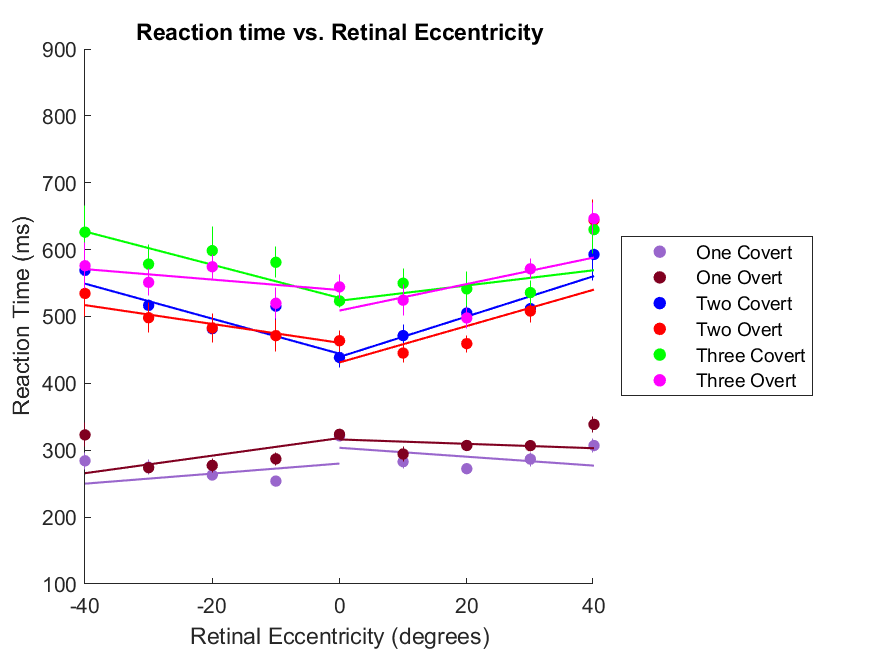 Reaction time vs. Retinal Eccentricity
900
800
700
600
500
400
300
200
100
Reaction Time (ms)
-40
-20
0
20
40
Retinal Eccentricity (degrees)
One Covert
One Overt
Two Covert
Two Overt
Three Covert
Three Overt